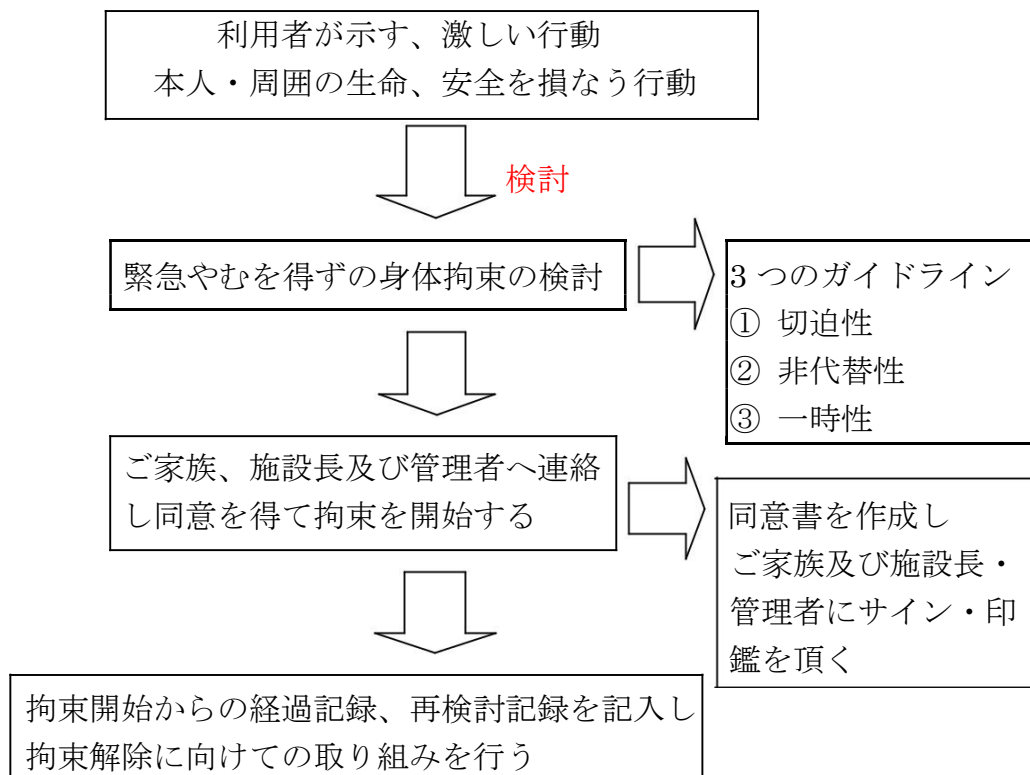 利用者が示す、激しい行動
本人・周囲の生命、安全を損なう行動
検討
緊急やむを得ずの身体拘束の検討
3 つのガイドライン
① 切迫性
② 非代替性
③ 一時性
ご家族、施設長及び管理者へ連絡
し同意を得て拘束を開始する
同意書を作成し
ご家族及び施設長・
管理者にサイン・印
鑑を頂く
拘束開始からの経過記録、再検討記録を記入し
拘束解除に向けての取り組みを行う